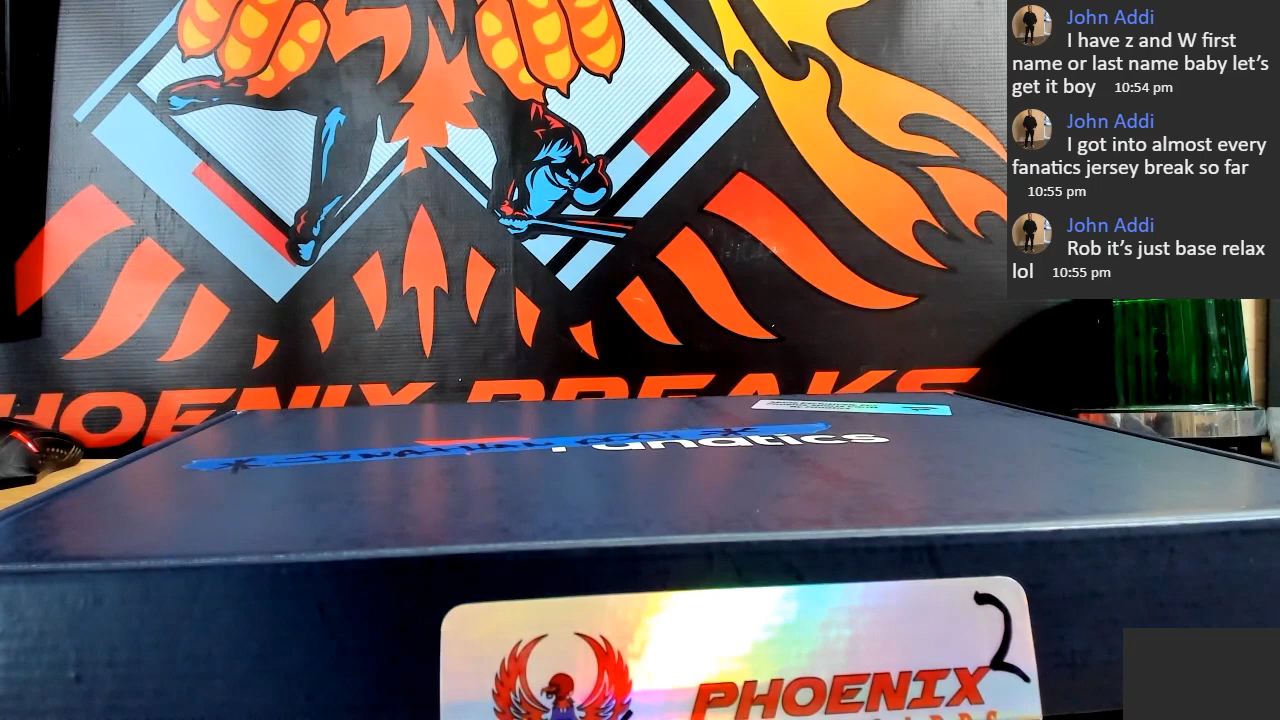 John Addi
I have z and W first
name or last name baby let's
get it boy 10:54 pm
John Addi
I got into almost every
fanatics jersey break so far
10:55 pm
John Addi
Rob it's just base relax
lol 10:55 pm
HOENIX BREAKS
Fanatics
2
PHOENIX